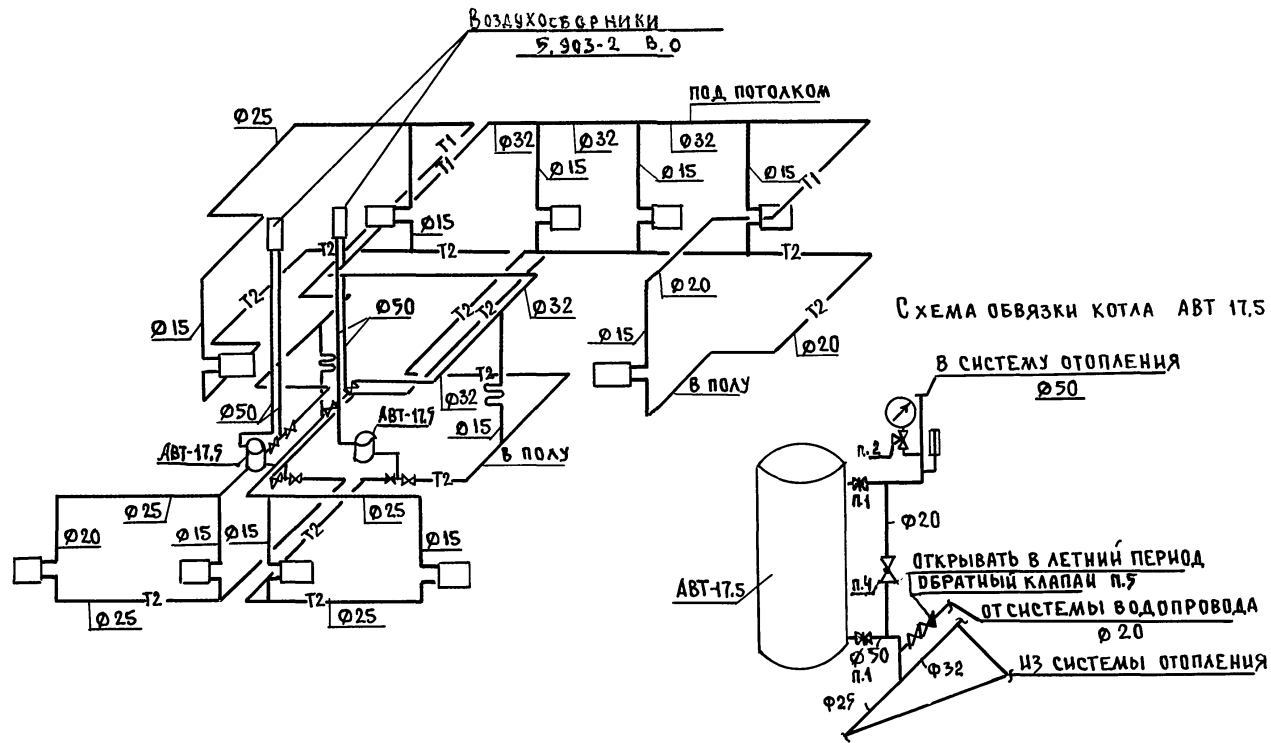 Воздухосборники
5.903-2 В.О
под потолком
Ø25
Т1
Т1
Ø32
Ø32
Ø32
Ø15
Ø15
Ø15
Т1
Ø15
Т2
Т2
Т2
Т2
Ø20
Т2
Т2
Ø32
Ø50
Т2
Ø15
Ø15
Ø20
Схема обвязки котла АВТ 17.5
в систему отопления
Ø50
Т2
в полу
Ø32
Ø50
АВТ-17,5
Ø15
АВТ-17,5
в полу
Т2
п.2
п.1
Ø25
Ø25
Ø20
Ø20
Ø15
Ø15
Т2
Ø15
открывать в летний период
п.4
обратный клапан п.5
АВТ-17.5
от системы водопровода
Ø20
Т2
Т2
Ø25
Ø25
Ø50
п.1
Ф32
из системы отопления
Ф25